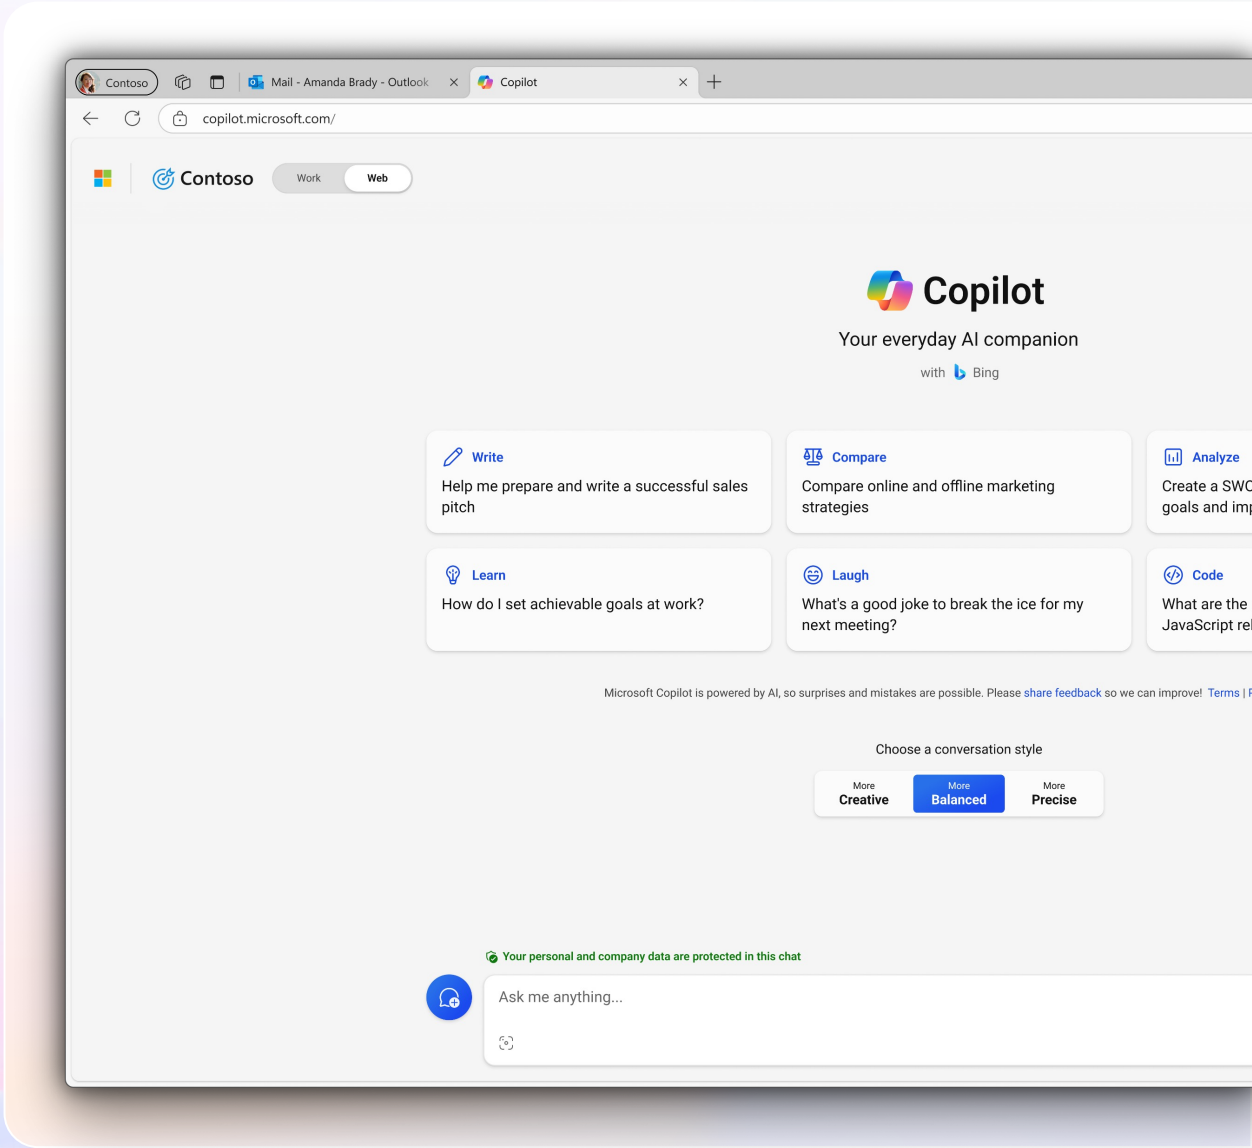 Contoso
Mail - Amanda Brady - Outlook
Copilot
copilot.microsoft.com/
Contoso
Work
Web
Copilot
Your everyday AI companion
with Bing
Write
Help me prepare and write a successful sales
pitch
Compare
Compare online and offline marketing
strategies
Analyze
Create a
goals and
Learn
How do I set achievable goals at work?
Laugh
What's a good joke to break the ice for my
next meeting?
Code
What are the
JavaScript
Microsoft Copilot is powered by AI, so surprises and mistakes are possible. Please share feedback so we can improve! Terms |
Choose a conversation style
More
Creative
More
Balanced
More
Precise
Your personal and company data are protected in this chat
Ask me anything...